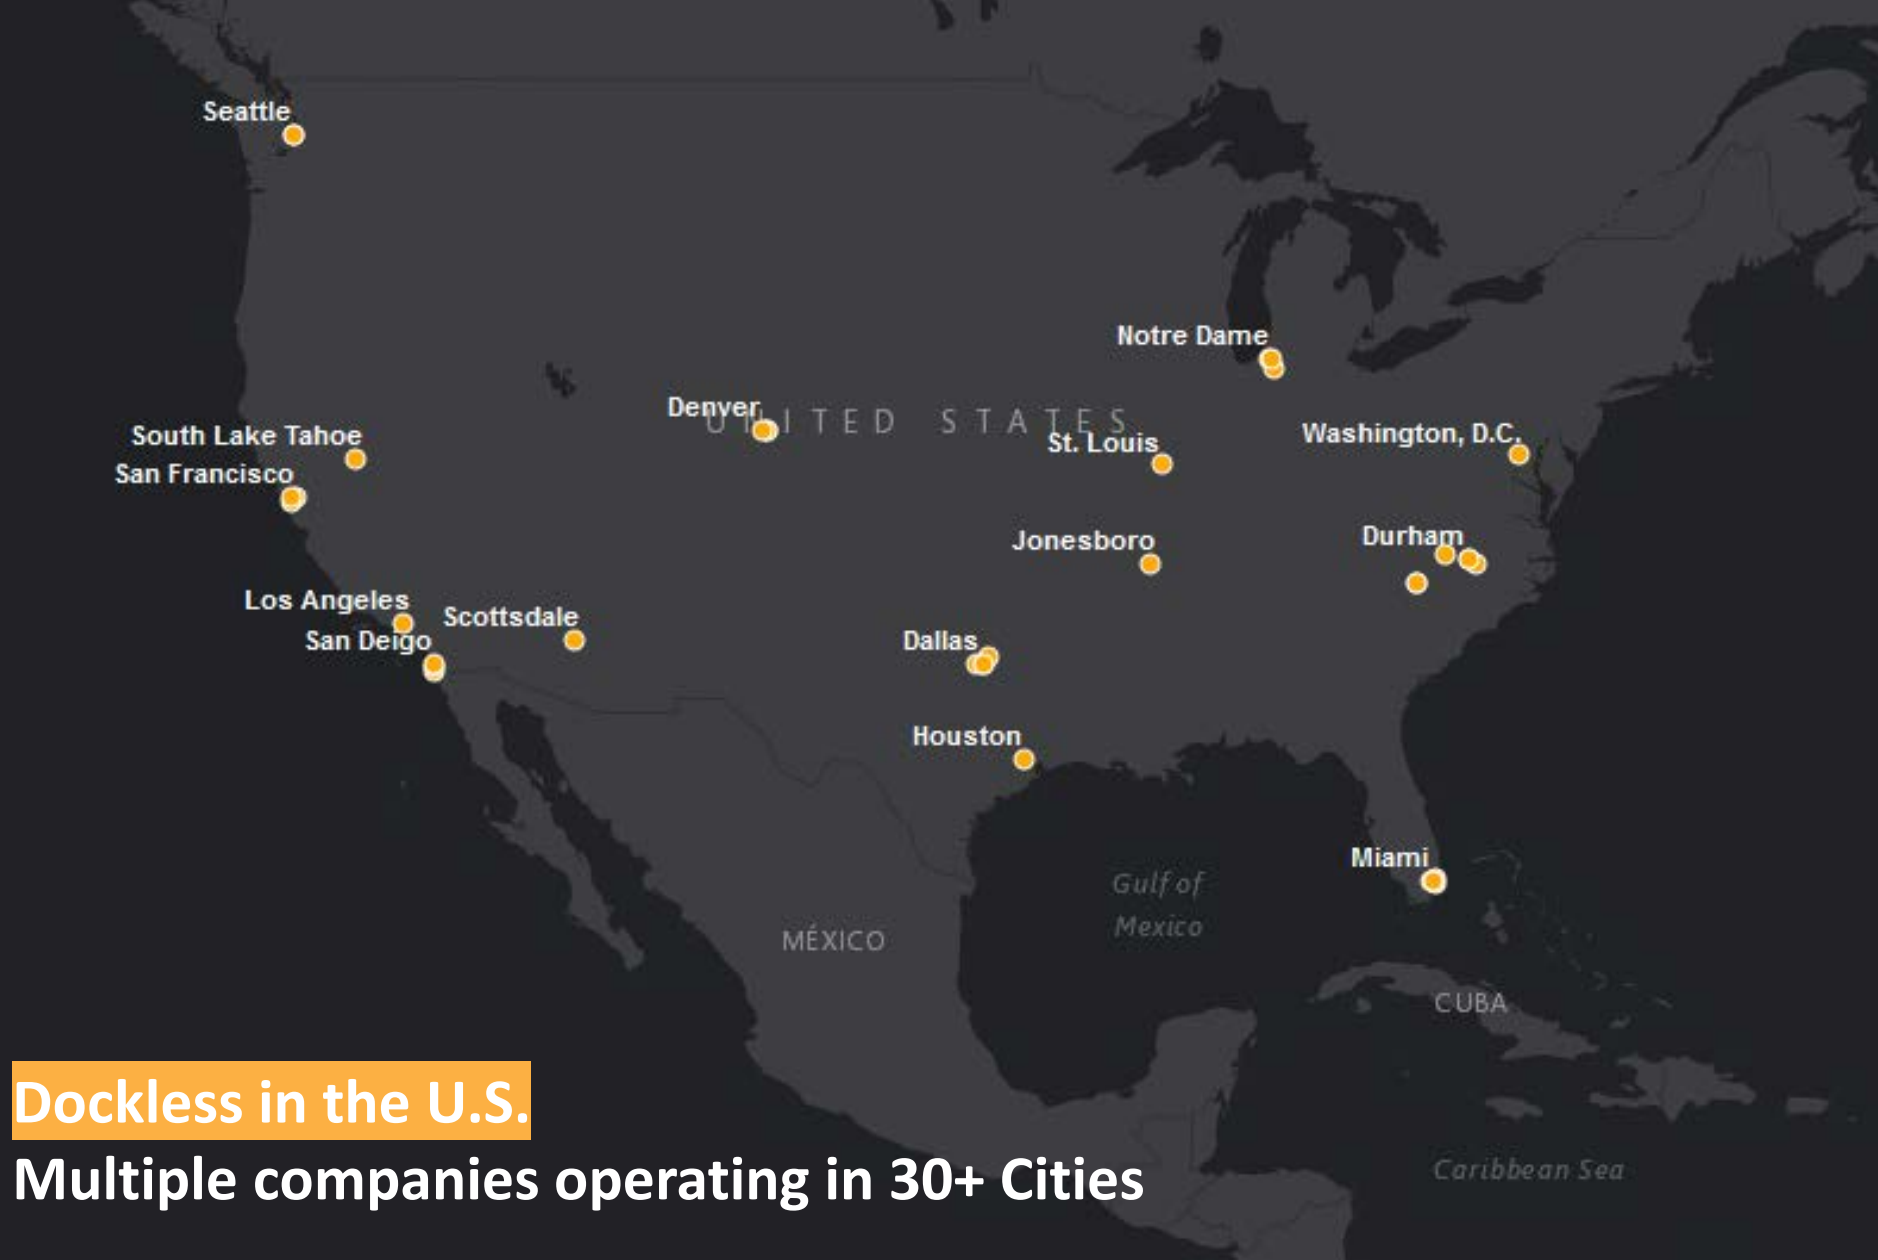 Seattle
Notre Dame
Denver
UNITED STATES
South Lake Tahoe
St. Louis
Washington, D.C.
San Francisco
Jonesboro
Durham
Los Angeles
Scottsdale
San Deigo
Dallas
Houston
Miami
Gulf of
Mexico
MÉXICO
CUBA
Dockless in the U.S.
Multiple companies operating in 30+ Cities
Caribbean Sea